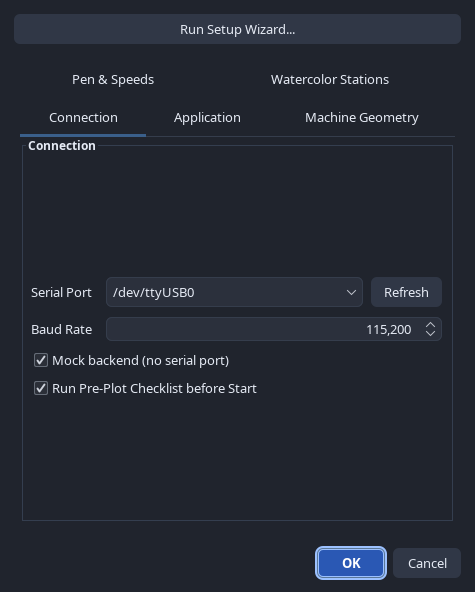 Run Setup Wizard...
Pen & Speeds
Watercolor Stations
Connection
Application
Machine Geometry
Connection
Serial Port
/dev/ttyUSB0
Refresh
Baud Rate
115,200
Mock backend (no serial port)
Run Pre-Plot Checklist before Start
OK
Cancel